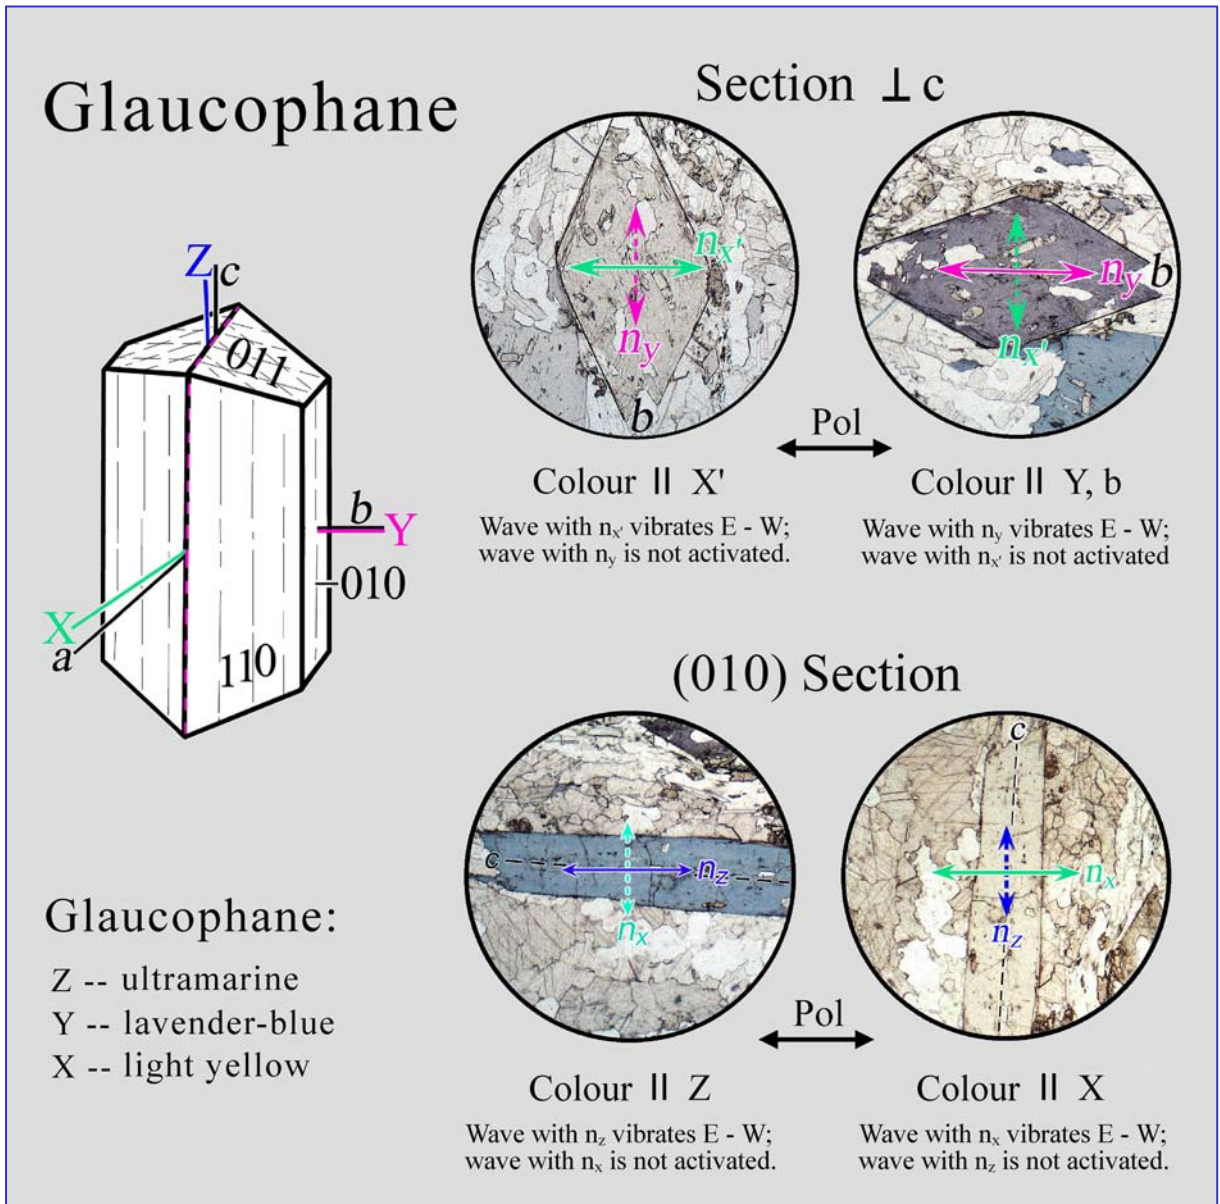 Glaucophane
Section ⊥ c
Z
c
011
b
Y
010
X
a
110
nx'
ny
b
ny
b
nx'
Pol
Colour || X'
Colour || Y, b
Wave with nx' vibrates E - W;
wave with ny is not activated.
Wave with ny vibrates E - W;
wave with nx' is not activated
(010) Section
c
nz
nx
c
nx
nz
Pol
Colour || Z
Colour || X
Wave with nz vibrates E - W;
wave with nx is not activated.
Wave with nx vibrates E - W;
wave with nz is not activated.
Glaucophane:
Z -- ultramarine
Y -- lavender-blue
X -- light yellow